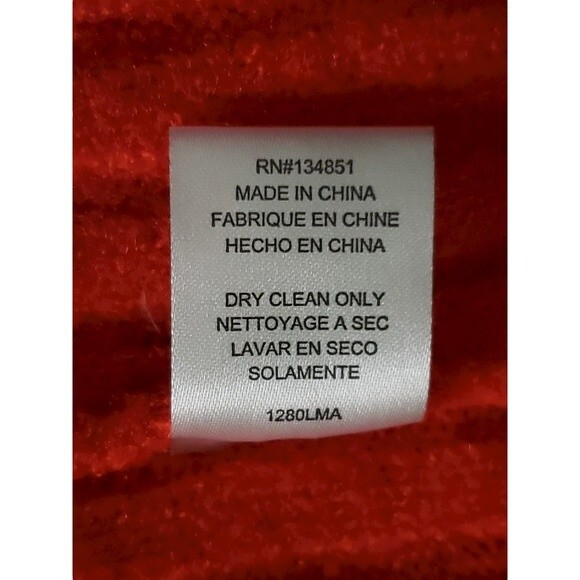 RN#134851
MADE IN CHINA
FABRIQUE EN CHINE
HECHO EN CHINA
DRY CLEAN ONLY
NETTOYAGE A SEC
LAVAR EN SECO
SOLAMENTE
1280LMA